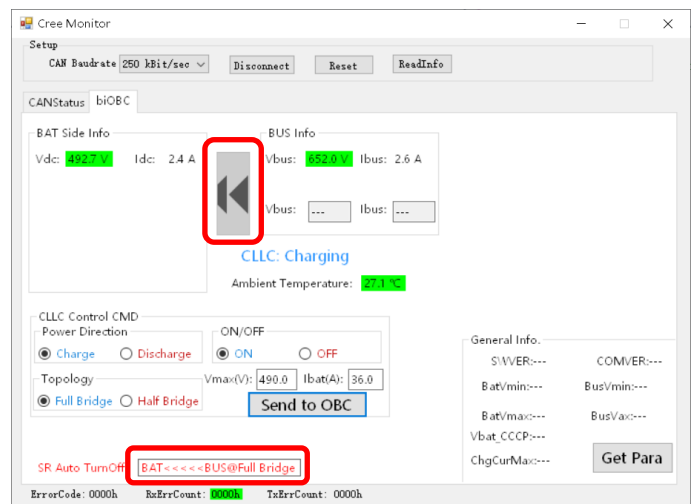 Cree Monitor
Setup
CAN Baudrate 250 kBit/sec Disconnect Reset ReadInfo
CANStatus biOBC
BAT Side Info
Vdc: 492.7 V Idc: 2.4 A
BUS Info
Vbus: 652.0 V Ibus: 2.6 A
Vbus: --- Ibus: ---
CLLC: Charging
Ambient Temperature: 27.1 ℃
CLLC Control CMD
Power Direction
Charge Discharge
ON/OFF
ON OFF
Topology
Full Bridge Half Bridge
Vmax(V): 490.0 Ibat(A): 36.0
Send to OBC
General Info.
SWVER:--- COMVER:---
BatVmin:--- BusVmin:---
BatVmax:--- BusVax:---
Vbat_CCCP:---
ChgCurMax:--- Get Para
SR Auto TurnOff BAT<<<<<BUS@Full Bridge
ErrorCode: 0000h RxErrCount: 0000h TxErrCount: 0000h